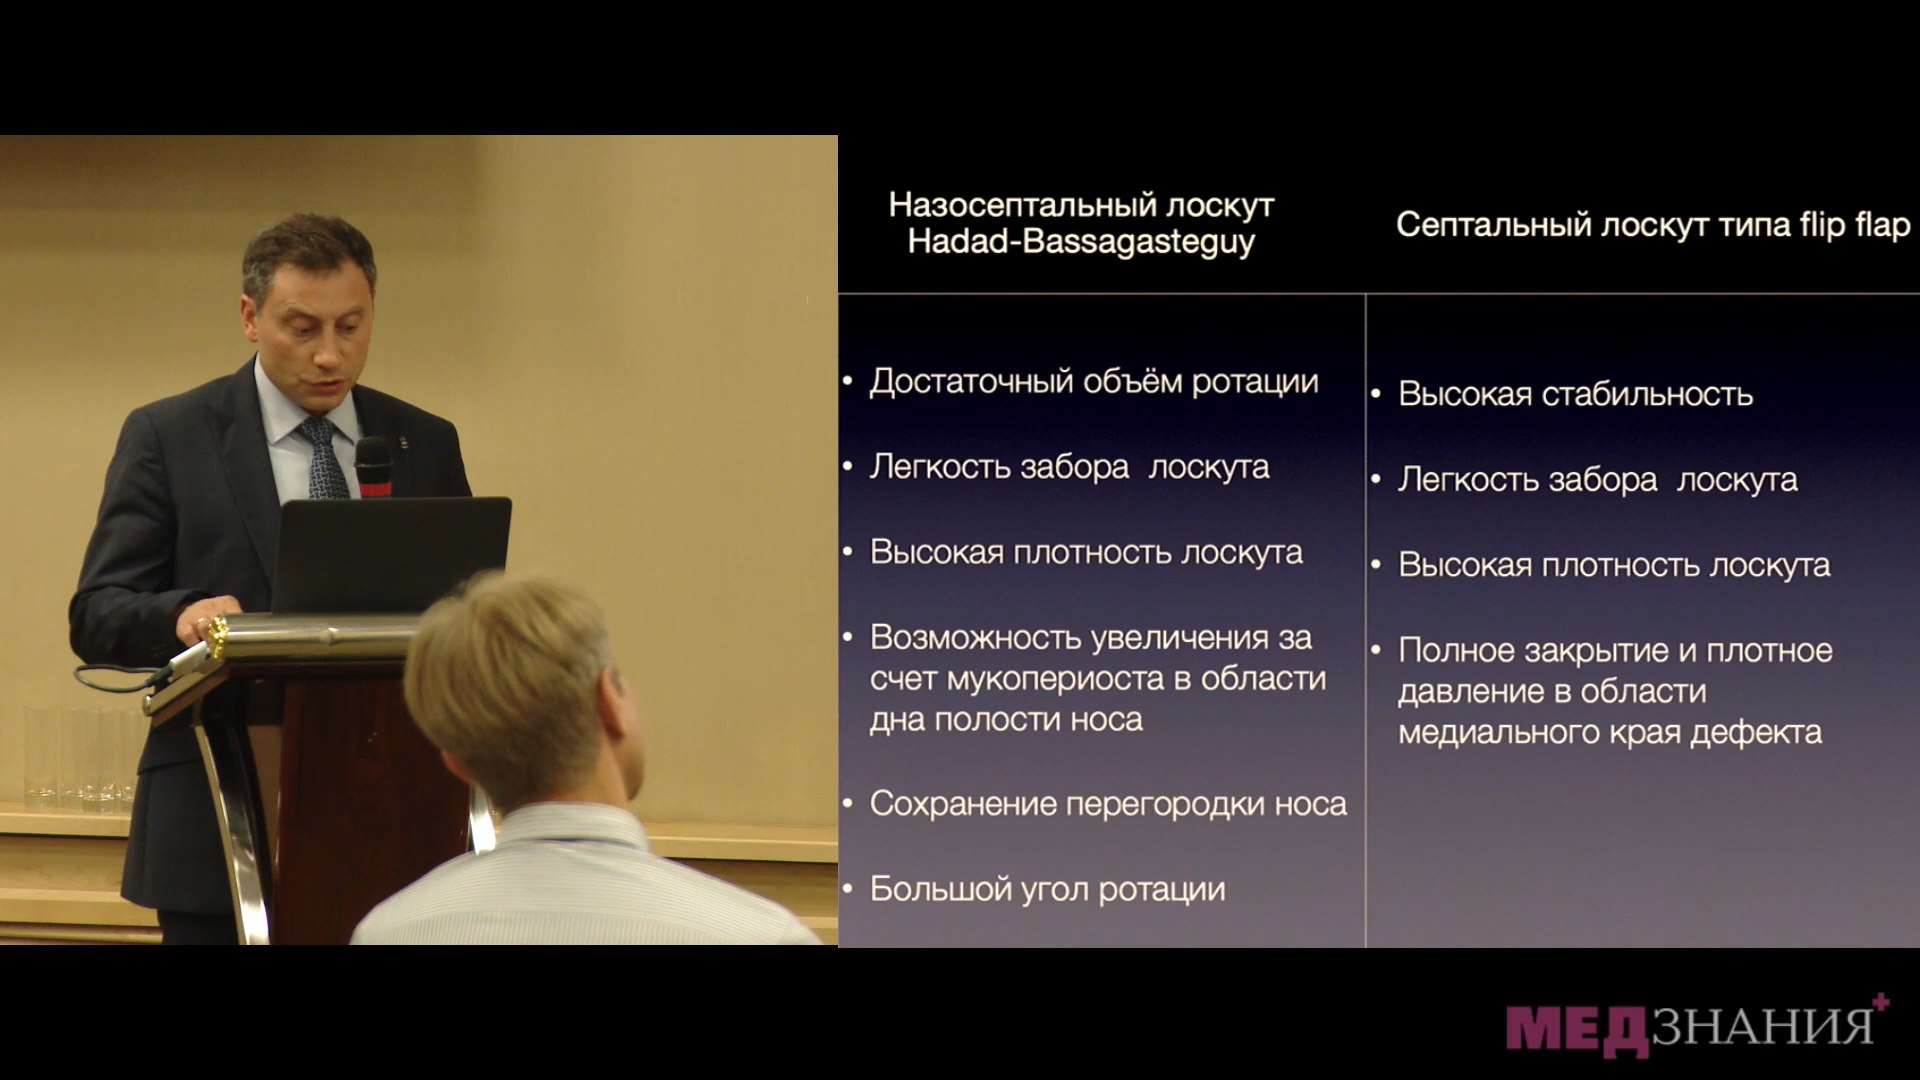 Назосептальный лоскут
Hadad-Bassagasteguy
Септальный лоскут типа flip flap
• Достаточный объём ротации
• Легкость забора лоскута
• Высокая плотность лоскута
• Возможность увеличения за
счет мукопериоста в области
дна полости носа
• Сохранение перегородки носа
• Большой угол ротации
• Высокая стабильность
• Легкость забора лоскута
• Высокая плотность лоскута
• Полное закрытие и плотное
давление в области
медиального края дефекта
МЕДЗНАНИЯ+